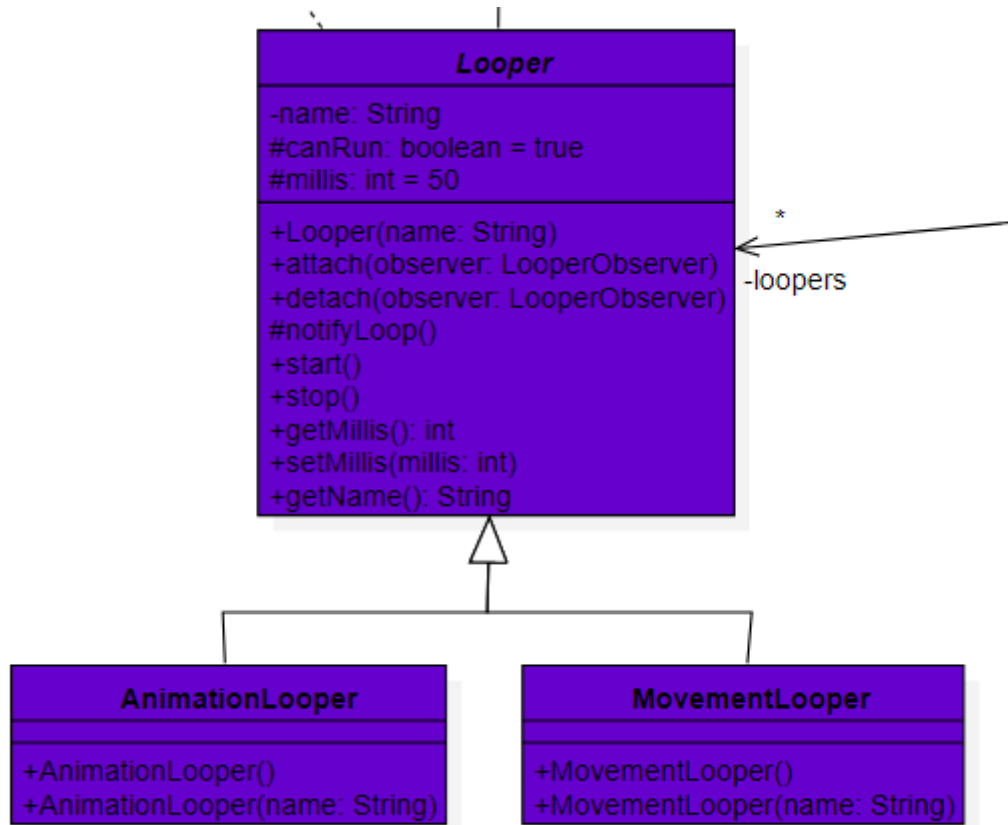 Looper
-name: String
#canRun: boolean = true
#millis: int = 50
+Looper(name: String)
+attach(observer: LooperObserver)
+detach(observer: LooperObserver)
#notifyLoop()
+start()
+stop()
+getMillis(): int
+setMillis(millis: int)
+getName(): String
*
-loopers
AnimationLooper
+AnimationLooper()
+AnimationLooper(name: String)
MovementLooper
+MovementLooper()
+MovementLooper(name: String)